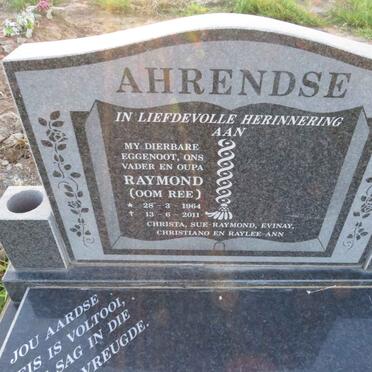 AHRENDSE
IN LIEFDEVOLLE HERINNERING
AAN
MY DIERBARE
EGGENOOT, ONS
VADER EN OUPA
RAYMOND
(OOM REE)
* 28-3-1964
† 13-6-2011
CHRISTA, SUE-RAYMOND, EVINAY,
CHRISTIANO EN RAYLEE-ANN
JOU AARDSE
IS VOLTOOI,
SAG IN DIE
VREUGDE.